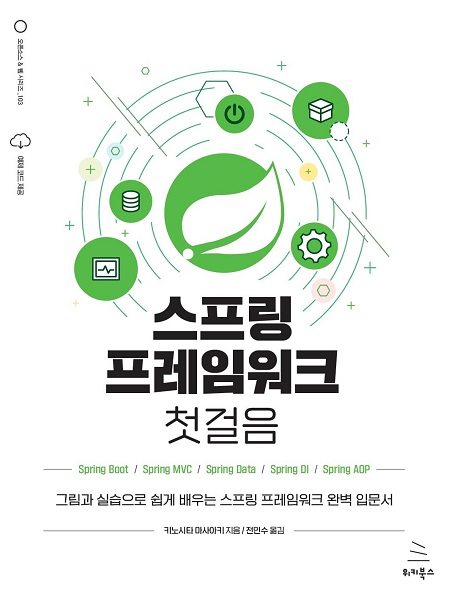 오픈소스 & 웹 시리즈_103
예제 코드 제공
스프링
프레임워크
첫걸음
Spring Boot / Spring MVC / Spring Data / Spring DI / Spring AOP
그림과 실습으로 쉽게 배우는 스프링 프레임워크 완벽 입문서
키노시타 마사아키 지음 / 전민수 옮김
위키북스